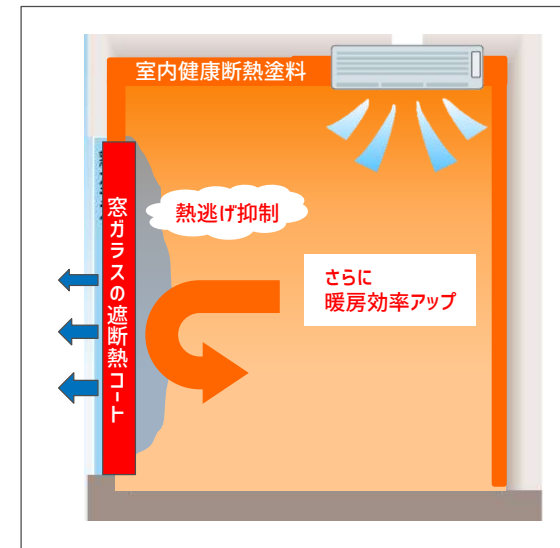 室内健康断熱塗料
熱逃げ抑制
窓ガラスの遮断熱コート
さらに
暖房効率アップ